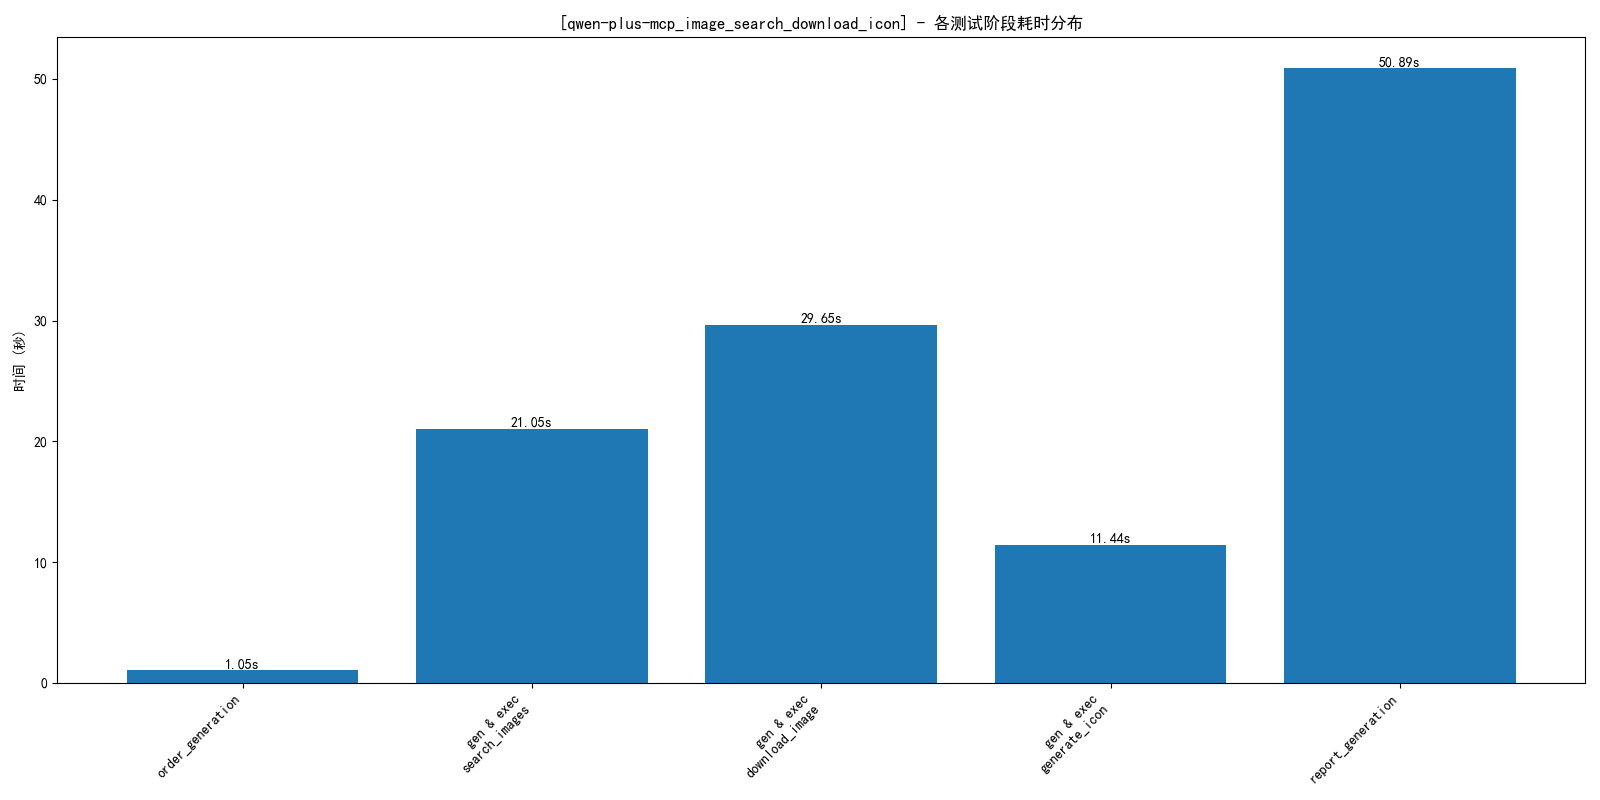 [qwen-plus-mcp_image_search_download_icon] - 各测试阶段耗时分布
时间 (秒)
50
40
30
20
10
0
1.05s
21.05s
29.65s
11.44s
50.89s
order_generation
gen & exec
search_images
gen & exec
download_image
gen & exec
generate_icon
report_generation